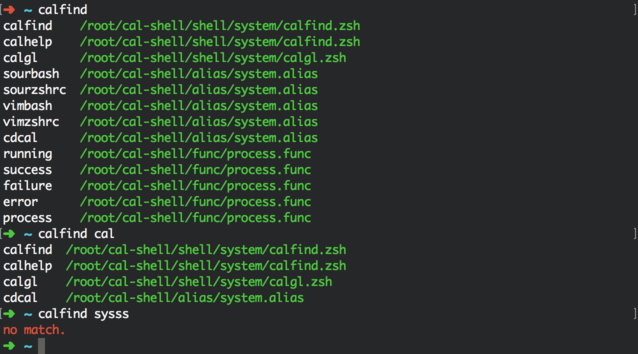 [➜ ~ calfind ]
calfind /root/cal-shell/shell/system/calfind.zsh
calhelp /root/cal-shell/shell/system/calfind.zsh
calgl /root/cal-shell/shell/system/calgl.zsh
sourbash /root/cal-shell/alias/system.alias
sourzshrc /root/cal-shell/alias/system.alias
vimbash /root/cal-shell/alias/system.alias
vimzshrc /root/cal-shell/alias/system.alias
cdcal /root/cal-shell/alias/system.alias
running /root/cal-shell/func/process.func
success /root/cal-shell/func/process.func
failure /root/cal-shell/func/process.func
error /root/cal-shell/func/process.func
process /root/cal-shell/func/process.func
[➜ ~ calfind cal ]
calfind /root/cal-shell/shell/system/calfind.zsh
calhelp /root/cal-shell/shell/system/calfind.zsh
calgl /root/cal-shell/shell/system/calgl.zsh
cdcal /root/cal-shell/alias/system.alias
[➜ ~ calfind sysss ]
no match.
➜ ~